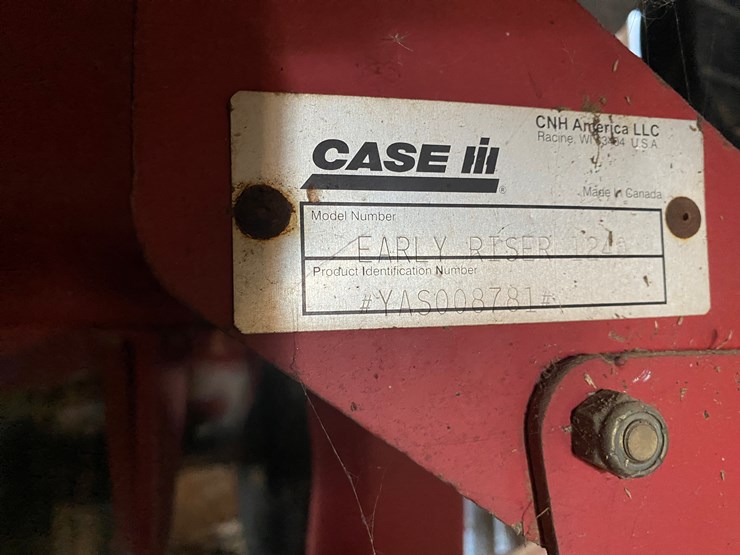 CNH America LLC
Racine, WI U.S.A
CASE IH
®
Made in Canada
Model Number
EARLY RISER
Product Identification Number
#YAS008781#